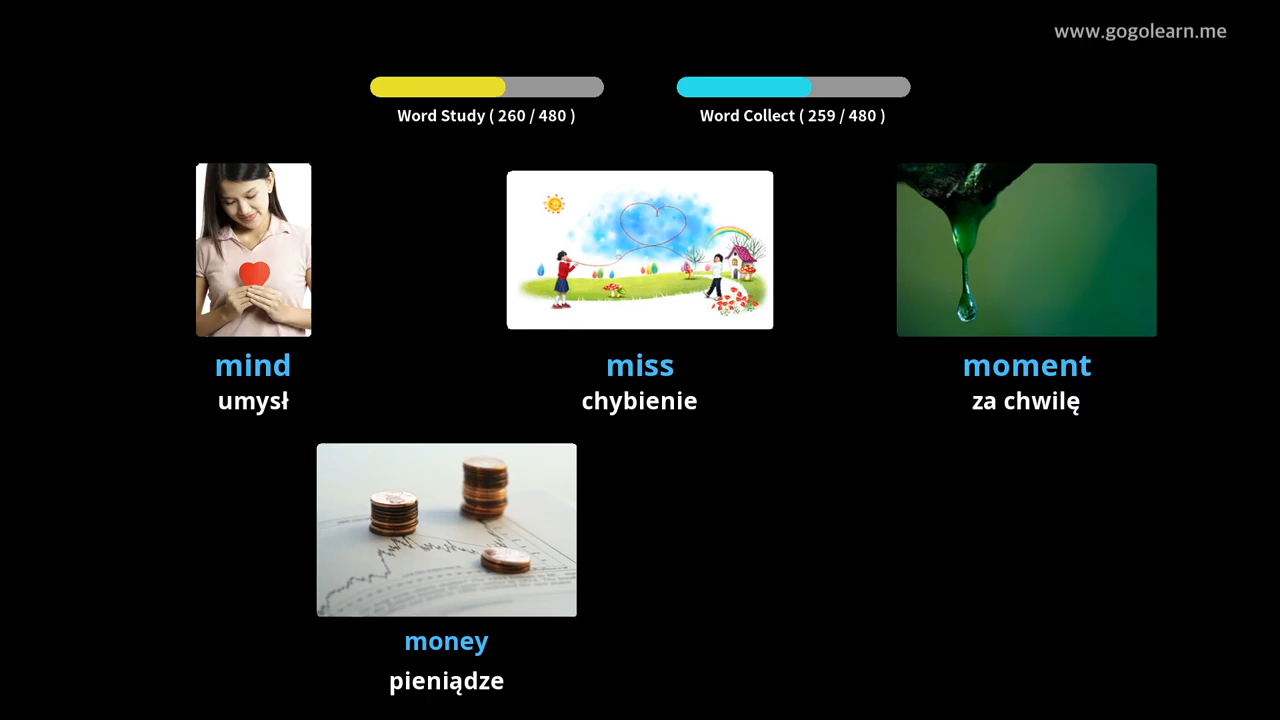 www.gogolearn.me
Word Study ( 260 / 480 )
Word Collect ( 259 / 480 )
mind
umysł
miss
chybienie
moment
za chwilę
money
pieniądze